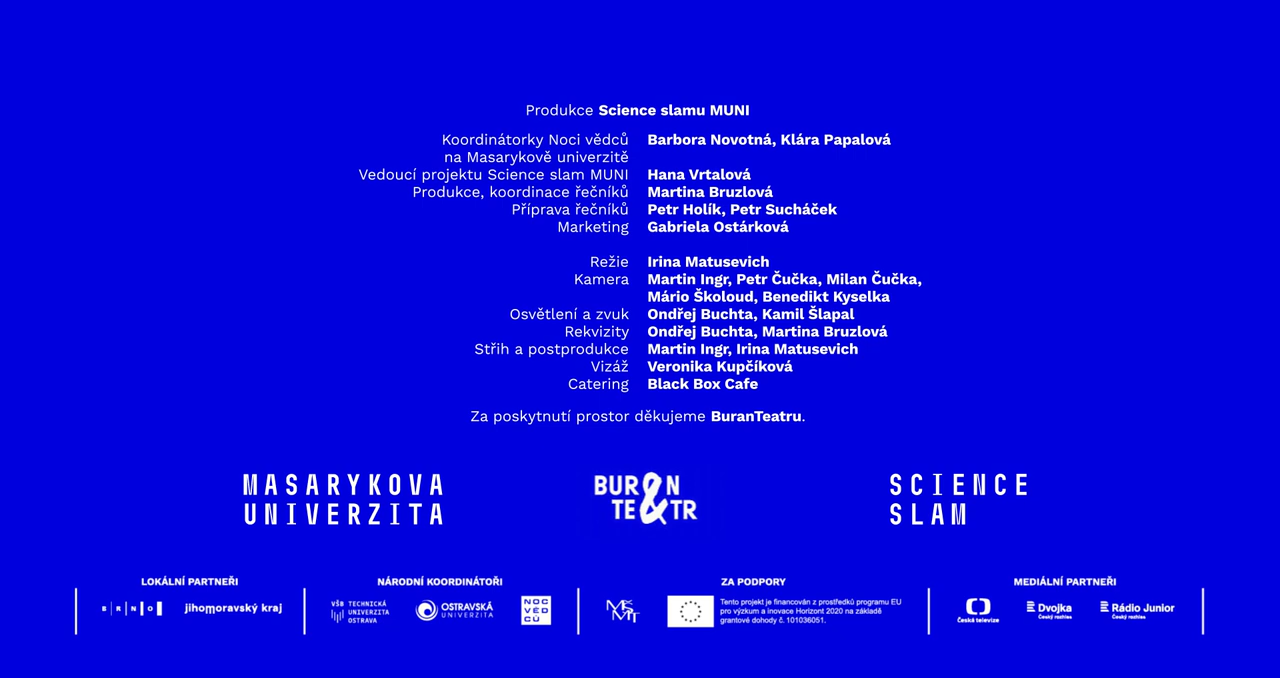 Produkce Science slamu MUNI
Koordinátorky Noci vědců Barbora Novotná, Klára Papalová
na Masarykově univerzitě
Vedoucí projektu Science slam MUNI Hana Vrtalová
Produkce, koordinace řečníků Martina Bruzlová
Příprava řečníků Petr Holík, Petr Sucháček
Marketing Gabriela Ostárková
Režie Irina Matusevich
Kamera Martin Ingr, Petr Čučka, Milan Čučka,
Mário Školoud, Benedikt Kyselka
Osvětlení a zvuk Ondřej Buchta, Kamil Šlapal
Rekvizity Ondřej Buchta, Martina Bruzlová
Střih a postprodukce Martin Ingr, Irina Matusevich
Vizáž Veronika Kupčíková
Catering Black Box Cafe
Za poskytnutí prostor děkujeme BuranTeatru.
MASARYKOVA
UNIVERZITA
BUR&N
TE&TR
SCIENCE
SLAM
LOKÁLNÍ PARTNEŘI
B R N O
jihomoravský kraj
NÁRODNÍ KOORDINÁTOŘI
VŠB TECHNICKÁ
UNIVERZITA
OSTRAVA
OSTRAVSKÁ
UNIVERZITA
NOC
VĚD
CŮ
ZA PODPORY
MŠMT
Tento projekt je financován z prostředků programu EU
pro výzkum a inovace Horizont 2020 na základě
grantové dohody č. 101036051.
MEDIÁLNÍ PARTNEŘI
Česká televize
Dvojka
Český rozhlas
Rádio Junior
Český rozhlas